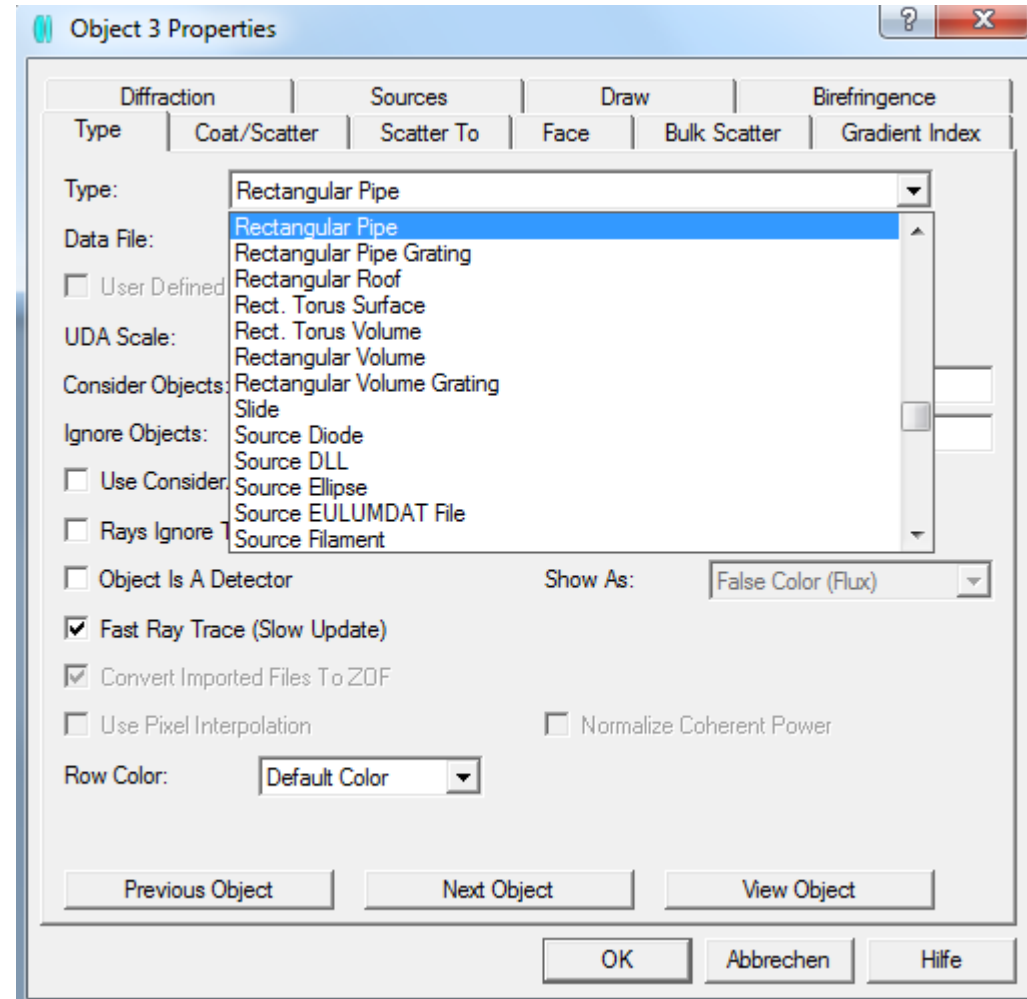 Object 3 Properties
?
X
Diffraction Sources Draw Birefringence
Type Coat/Scatter Scatter To Face Bulk Scatter Gradient Index
Type: Rectangular Pipe
Rectangular Pipe
Data File:
Rectangular Pipe Grating
User Defined
Rectangular Roof
Rect. Torus Surface
UDA Scale:
Rect. Torus Volume
Rectangular Volume
Consider Objects:
Rectangular Volume Grating
Slide
Ignore Objects:
Source Diode
Source DLL
Use Consider
Source Ellipse
Source EULUMDAT File
Rays Ignore T
Source Filament
Object Is A Detector Show As: False Color (Flux)
Fast Ray Trace (Slow Update)
Convert Imported Files To ZOF
Use Pixel Interpolation Normalize Coherent Power
Row Color: Default Color
Previous Object Next Object View Object
OK Abbrechen Hilfe